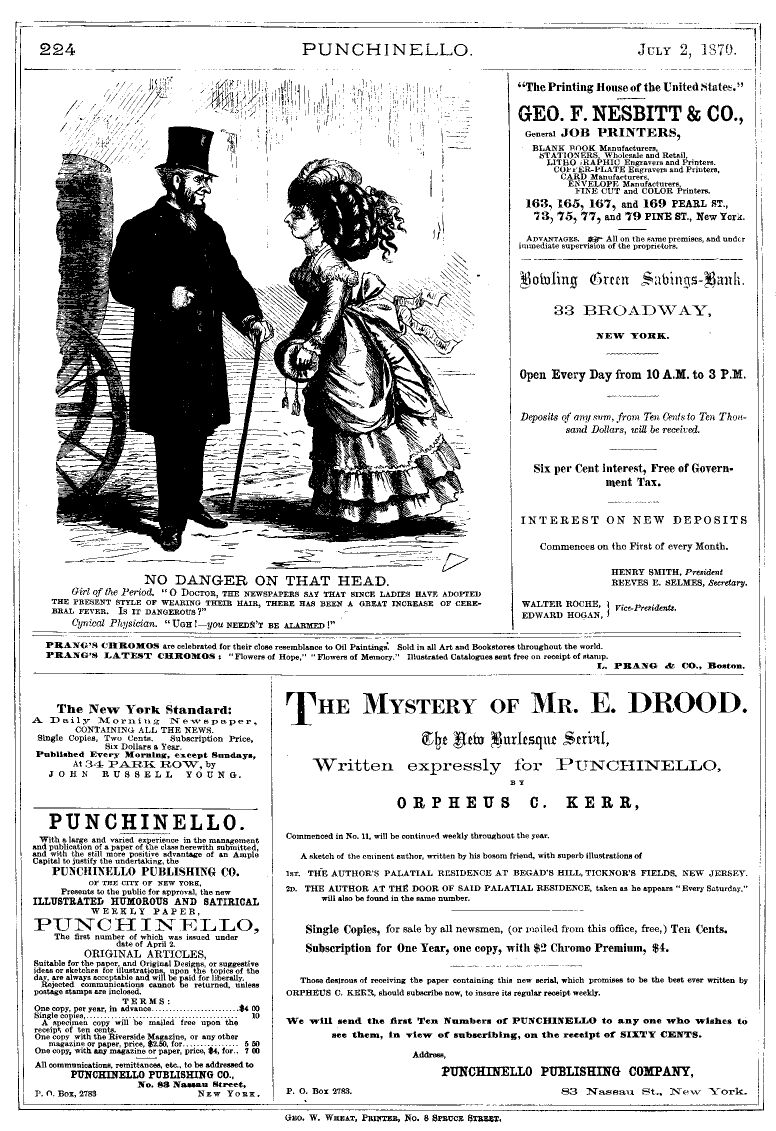 224 PUNCHINELLO. JULY 2, 1870.
NO DANGER ON THAT HEAD.
Girl of the Period. "O DOCTOR, THE NEWSPAPERS SAY THAT SINCE LADIES HAVE ADOPTED
THE PRESENT STYLE OF WEARING THEIR HAIR, THERE HAS BEEN A GREAT INCREASE OF CERE-
BRAL FEVER. IS IT DANGEROUS?"
Cynical Physician. "UGH!—you NEEDN'T BE ALARMED!"
"The Printing House of the United States."
GEO. F. NESBITT & CO.,
General JOB PRINTERS,
BLANK BOOK Manufacturers,
STATIONERS, Wholesale and Retail,
LITHOGRAPHIC Engravers and Printers.
COPPER-PLATE Engravers and Printers,
CARD Manufacturers,
ENVELOPE Manufacturers,
FINE CUT and COLOR Printers.
163, 165, 167, and 169 PEARL ST.,
73, 75, 77, and 79 PINE ST., New York.
ADVANTAGES. ☞ All on the same premises, and under
immediate supervision of the proprietors.
Bowling Green Savings-Bank.
33 BROADWAY,
NEW YORK.
Open Every Day from 10 A.M. to 3 P.M.
Deposits of any sum, from Ten Cents to Ten Thou-
sand Dollars, will be received.
Six per Cent interest, Free of Govern-
ment Tax.
INTEREST ON NEW DEPOSITS
Commences on the First of every Month.
HENRY SMITH, President
REEVES E. SELMES, Secretary.
WALTER ROCHE, } Vice-Presidents.
EDWARD HOGAN, }
PRANG'S CHROMOS are celebrated for their close resemblance to Oil Paintings. Sold in all Art and Bookstores throughout the world.
PRANG'S LATEST CHROMOS: "Flowers of Hope," "Flowers of Memory." Illustrated Catalogues sent free on receipt of stamp.
L. PRANG & CO., Boston.
The New York Standard:
A Daily Morning Newspaper,
CONTAINING ALL THE NEWS.
Single Copies, Two Cents. Subscription Price,
Six Dollars a Year.
Published Every Morning, except Sundays,
At 34 PARK ROW, by
JOHN RUSSELL YOUNG.
PUNCHINELLO.
With a large and varied experience in the management
and publication of a paper of the class herewith submitted,
and with the still more positive advantage of an Ample
Capital to justify the undertaking, the
PUNCHINELLO PUBLISHING CO.
OF THE CITY OF NEW YORK,
Presents to the public for approval, the new
ILLUSTRATED HUMOROUS AND SATIRICAL
WEEKLY PAPER,
PUNCHINELLO,
The first number of which was issued under
date of April 2.
ORIGINAL ARTICLES,
Suitable for the paper, and Original Designs, or suggestive
ideas or sketches for illustrations, upon the topics of the
day, are always acceptable and will be paid for liberally.
Rejected communications cannot be returned, unless
postage stamps are inclosed.
TERMS:
One copy, per year, in advance $4 00
Single copies, 10
A specimen copy will be mailed free upon the
receipt of ten cents.
One copy with the Riverside Magazine, or any other
magazine or paper, price, $2.50, for 5 50
One copy, with any magazine or paper, price, $4, for.. 7 00
All communications, remittances, etc., to be addressed to
PUNCHINELLO PUBLISHING CO.,
No. 83 Nassau Street,
P. O. Box, 2783 NEW YORK.
THE MYSTERY OF MR. E. DROOD.
The New Burlesque Serial,
Written expressly for PUNCHINELLO,
BY
ORPHEUS C. KERR,
Commenced in No. 11, will be continued weekly throughout the year.
A sketch of the eminent author, written by his bosom friend, with superb illustrations of
1ST. THE AUTHOR'S PALATIAL RESIDENCE AT BEGAD'S HILL, TICKNOR'S FIELDS, NEW JERSEY.
2D. THE AUTHOR AT THE DOOR OF SAID PALATIAL RESIDENCE, taken as he appears "Every Saturday."
will also be found in the same number.
Single Copies, for sale by all newsmen, (or mailed from this office, free,) Ten Cents.
Subscription for One Year, one copy, with $2 Chromo Premium, $4.
Those desirous of receiving the paper containing this new serial, which promises to be the best ever written by
ORPHEUS C. KERR, should subscribe now, to insure its regular receipt weekly.
We will send the first Ten Numbers of PUNCHINELLO to any one who wishes to
see them, in view of subscribing, on the receipt of SIXTY CENTS.
Address,
PUNCHINELLO PUBLISHING COMPANY,
P. O. Box 2783. 83 Nassau St., New York.
GEO. W. WHEAT, PRINTER, NO. 8 SPRUCE STREET.